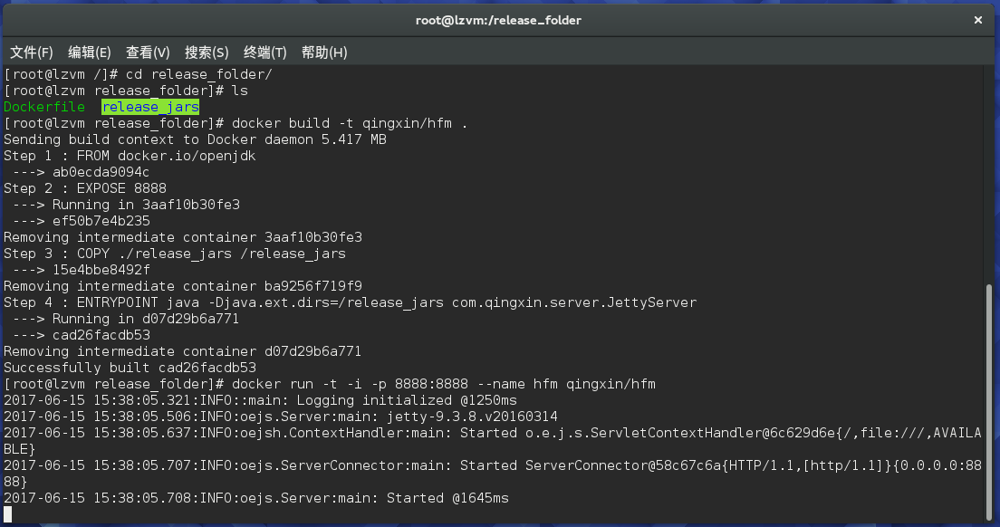 root@lzvm:/release_folder
文件(F) 编辑(E) 查看(V) 搜索(S) 终端(T) 帮助(H)
[root@lzvm /]# cd release_folder/
[root@lzvm release_folder]# ls
Dockerfile  release_jars
[root@lzvm release_folder]# docker build -t qingxin/hfm .
Sending build context to Docker daemon 5.417 MB
Step 1 : FROM docker.io/openjdk
 ---> ab0ecda9094c
Step 2 : EXPOSE 8888
 ---> Running in 3aaf10b30fe3
 ---> ef50b7e4b235
Removing intermediate container 3aaf10b30fe3
Step 3 : COPY ./release_jars /release_jars
 ---> 15e4bbe8492f
Removing intermediate container ba9256f719f9
Step 4 : ENTRYPOINT java -Djava.ext.dirs=/release_jars com.qingxin.server.JettyServer
 ---> Running in d07d29b6a771
 ---> cad26facdb53
Removing intermediate container d07d29b6a771
Successfully built cad26facdb53
[root@lzvm release_folder]# docker run -t -i -p 8888:8888 --name hfm qingxin/hfm
2017-06-15 15:38:05.321:INFO::main: Logging initialized @1250ms
2017-06-15 15:38:05.506:INFO:oejs.Server:main: jetty-9.3.8.v20160314
2017-06-15 15:38:05.637:INFO:oejsh.ContextHandler:main: Started o.e.j.s.ServletContextHandler@6c629d6e{/,file:///,AVAILA
BLE}
2017-06-15 15:38:05.707:INFO:oejs.ServerConnector:main: Started ServerConnector@58c67c6a{HTTP/1.1,[http/1.1]}{0.0.0.0:88
88}
2017-06-15 15:38:05.708:INFO:oejs.Server:main: Started @1645ms